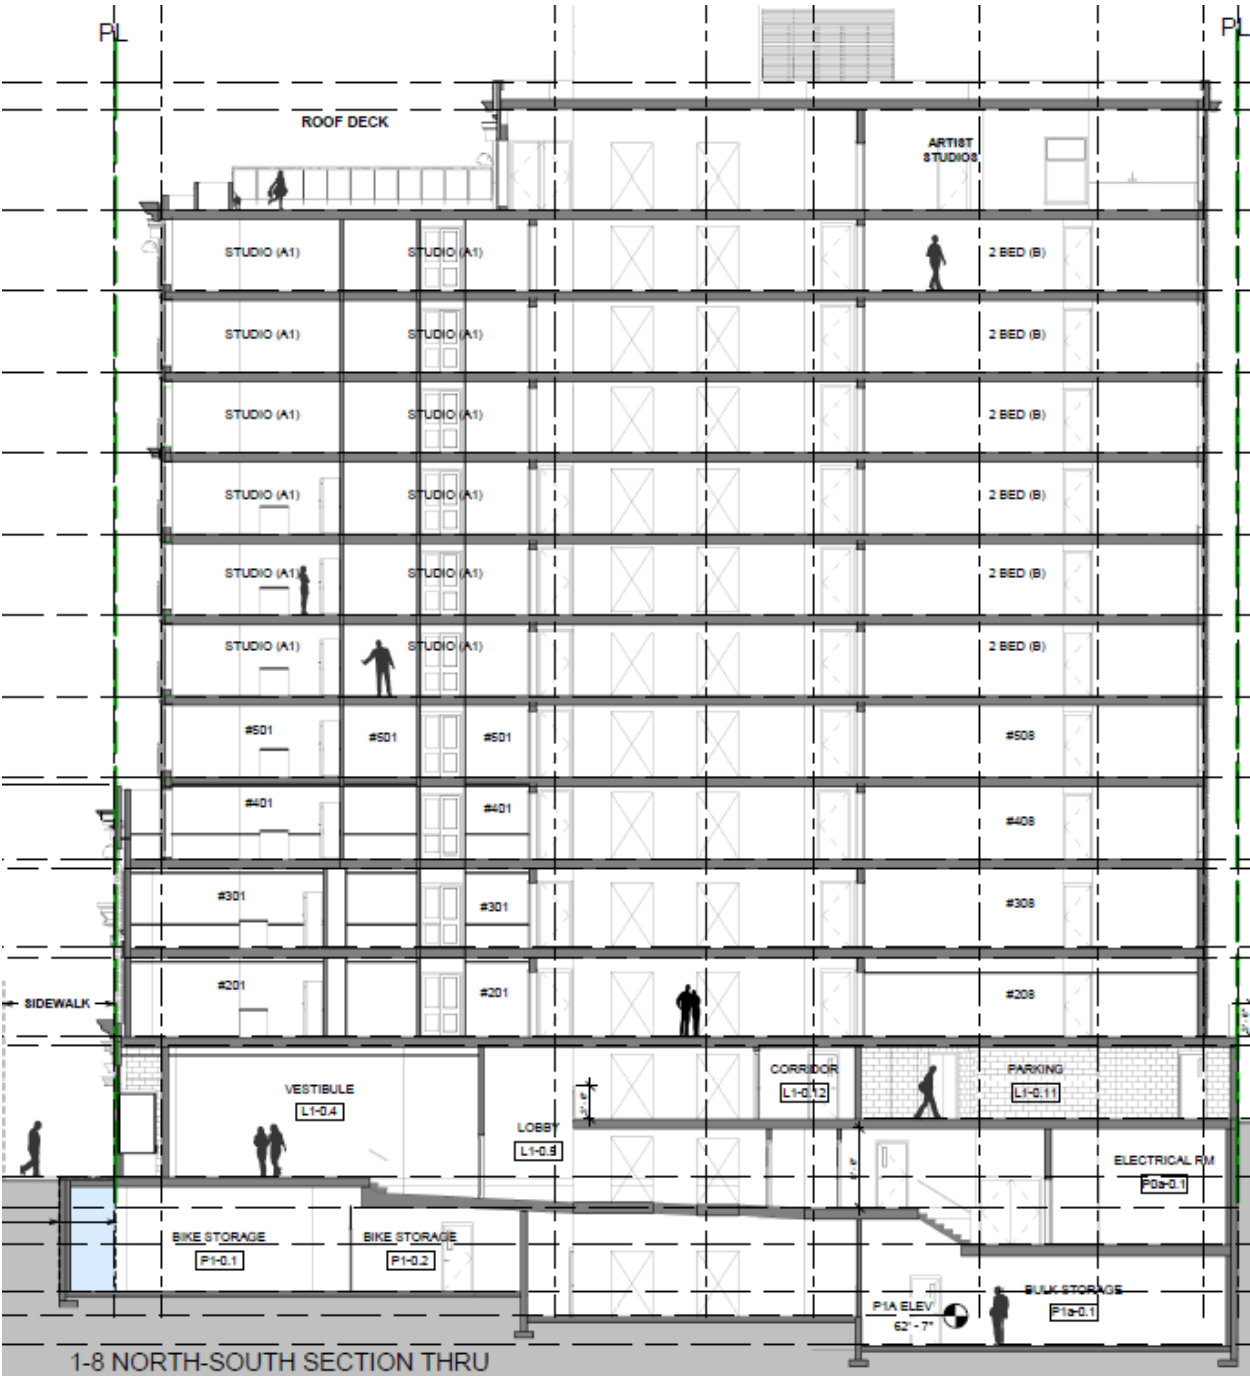 PL
PL
ROOF DECK
ARTIST
STUDIOS
STUDIO (A1)
STUDIO (A1)
2 BED (B)
STUDIO (A1)
STUDIO (A1)
2 BED (B)
STUDIO (A1)
STUDIO (A1)
2 BED (B)
STUDIO (A1)
STUDIO (A1)
2 BED (B)
STUDIO (A1)
STUDIO (A1)
2 BED (B)
STUDIO (A1)
STUDIO (A1)
2 BED (B)
#501
#501
#501
#508
#401
#401
#408
#301
#301
#308
#201
#201
#208
SIDEWALK
VESTIBULE
L1-0.4
CORRIDOR
L1-0.12
PARKING
L1-0.11
LOBBY
L1-0.9
ELECTRICAL RM
P0a-0.1
BIKE STORAGE
P1-0.1
BIKE STORAGE
P1-0.2
BULK STORAGE
P1a-0.1
P1A ELEV
62' - 7"
1-8 NORTH-SOUTH SECTION THRU